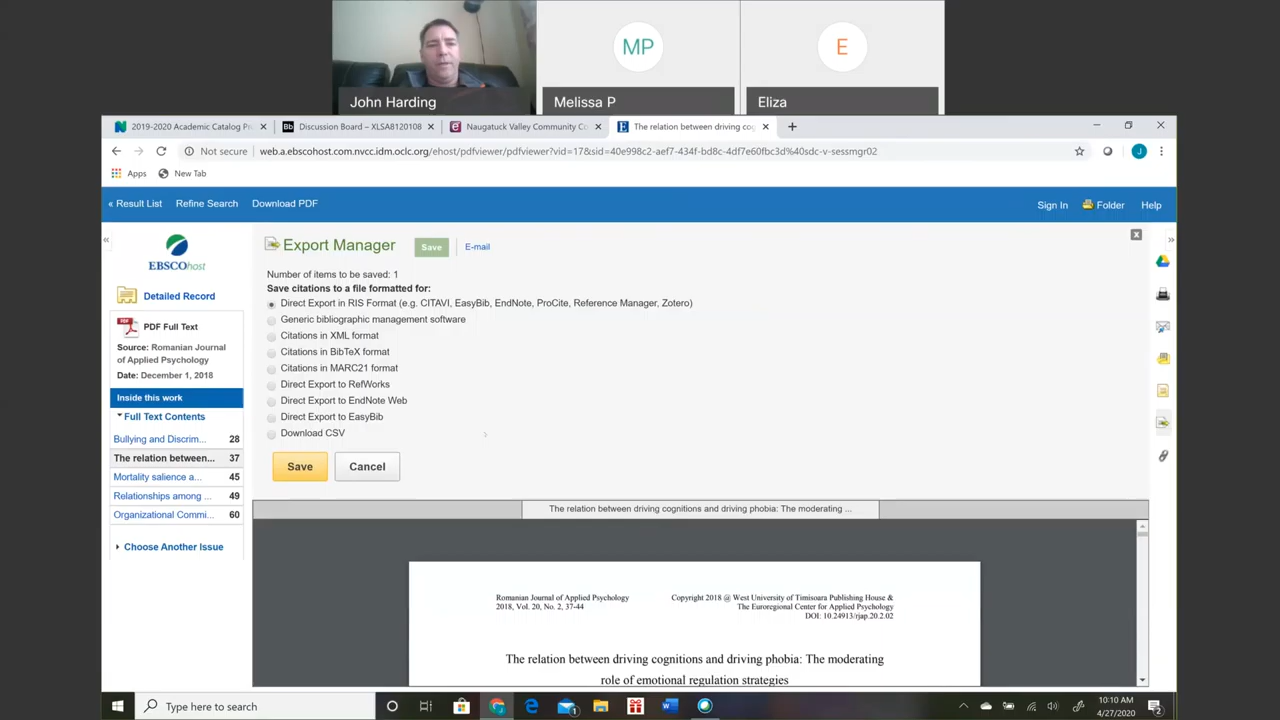 MP
E
John Harding
Melissa P
Eliza
2019-2020 Academic Catalog Pr
Bb
Discussion Board – XLSA8120108
Naugatuck Valley Community Co
E
The relation between driving cog
Not secure
web.a.ebscohost.com.nvcc.idm.oclc.org/ehost/pdfviewer/pdfviewer?vid=17&sid=40e998c2-aef7-434f-bd8c-4df7e60fbc3d%40sdc-v-sessmgr02
J
Apps
New Tab
« Result List
Refine Search
Download PDF
Sign In
Folder
Help
EBSCOhost
Detailed Record
PDF Full Text
Source: Romanian Journal
of Applied Psychology
Date: December 1, 2018
Inside this work
Full Text Contents
Bullying and Discrim... 28
The relation between... 37
Mortality salience a... 45
Relationships among ... 49
Organizational Commi... 60
Choose Another Issue
Export Manager
Save
E-mail
Number of items to be saved: 1
Save citations to a file formatted for:
Direct Export in RIS Format (e.g. CITAVI, EasyBib, EndNote, ProCite, Reference Manager, Zotero)
Generic bibliographic management software
Citations in XML format
Citations in BibTeX format
Citations in MARC21 format
Direct Export to RefWorks
Direct Export to EndNote Web
Direct Export to EasyBib
Download CSV
Save
Cancel
The relation between driving cognitions and driving phobia: The moderating ...
Romanian Journal of Applied Psychology
2018, Vol. 20, No. 2, 37-44
Copyright 2018 @ West University of Timisoara Publishing House &
The Euroregional Center for Applied Psychology
DOI: 10.24913/rjap.20.2.02
The relation between driving cognitions and driving phobia: The moderating
role of emotional regulation strategies
Type here to search
10:10 AM
4/27/2020